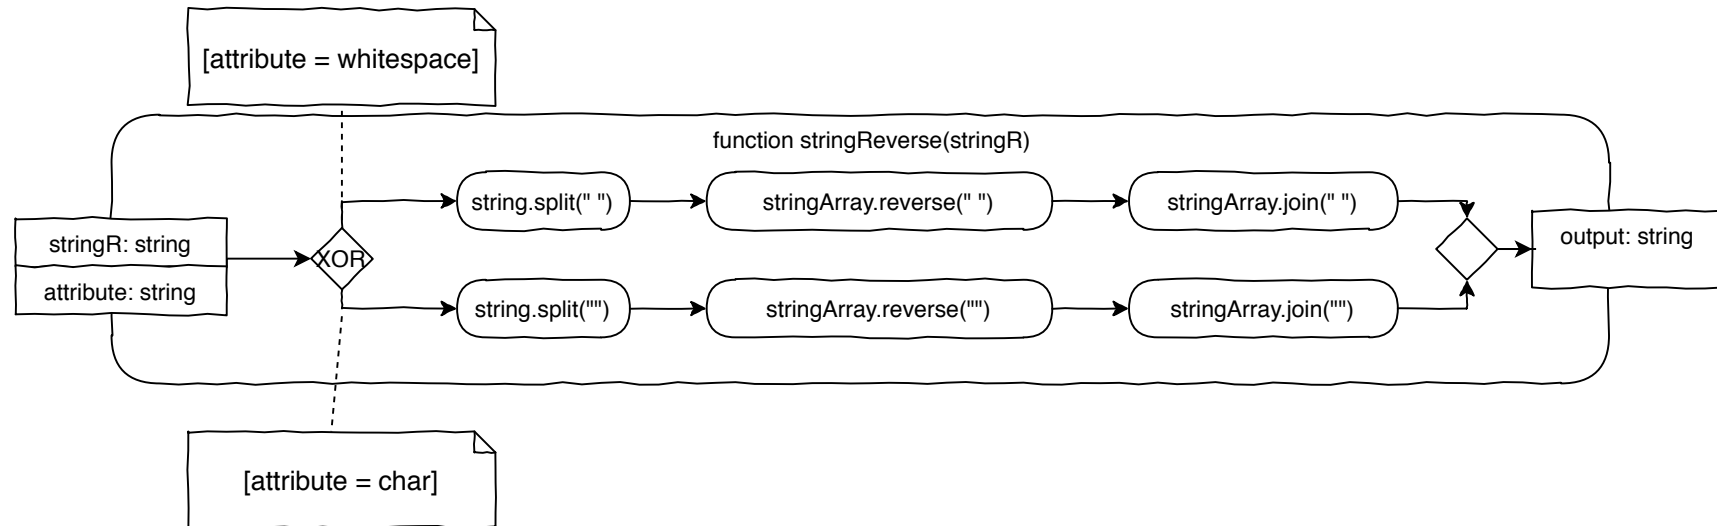 [attribute = whitespace]
function stringReverse(stringR)
string.split(" ")
stringArray.reverse(" ")
stringArray.join(" ")
stringR: string
attribute: string
XOR
output: string
string.split("")
stringArray.reverse("")
stringArray.join("")
[attribute = char]